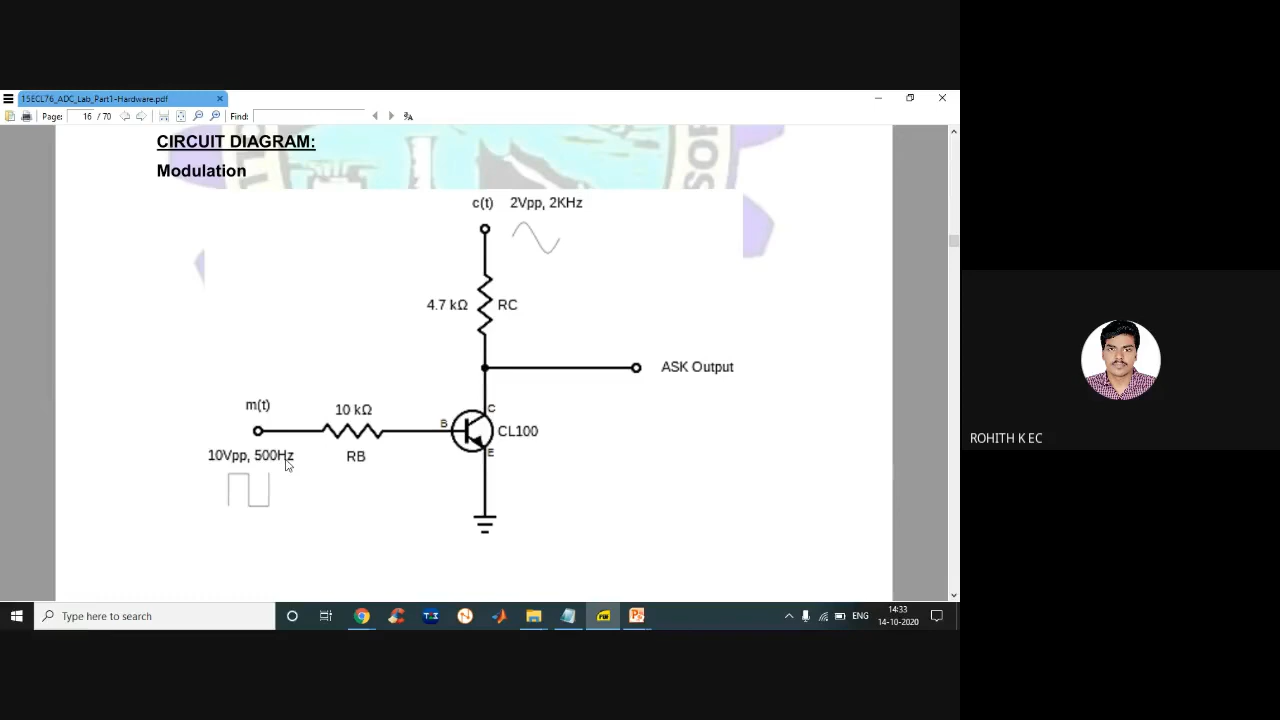 15ECL76_ADC_Lab_Part1-Hardware.pdf
Page: 16 / 70 Find:
CIRCUIT DIAGRAM:
Modulation
c(t) 2Vpp, 2KHz
4.7 kΩ RC
ASK Output
m(t) 10 kΩ B C
CL100
10Vpp, 500Hz RB E
ROHITH K EC
Type here to search
ENG
14:33
14-10-2020